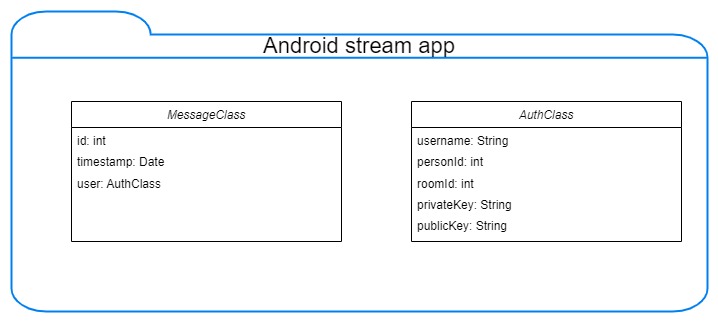 Android stream app
MessageClass
id: int
timestamp: Date
user: AuthClass
AuthClass
username: String
personId: int
roomId: int
privateKey: String
publicKey: String